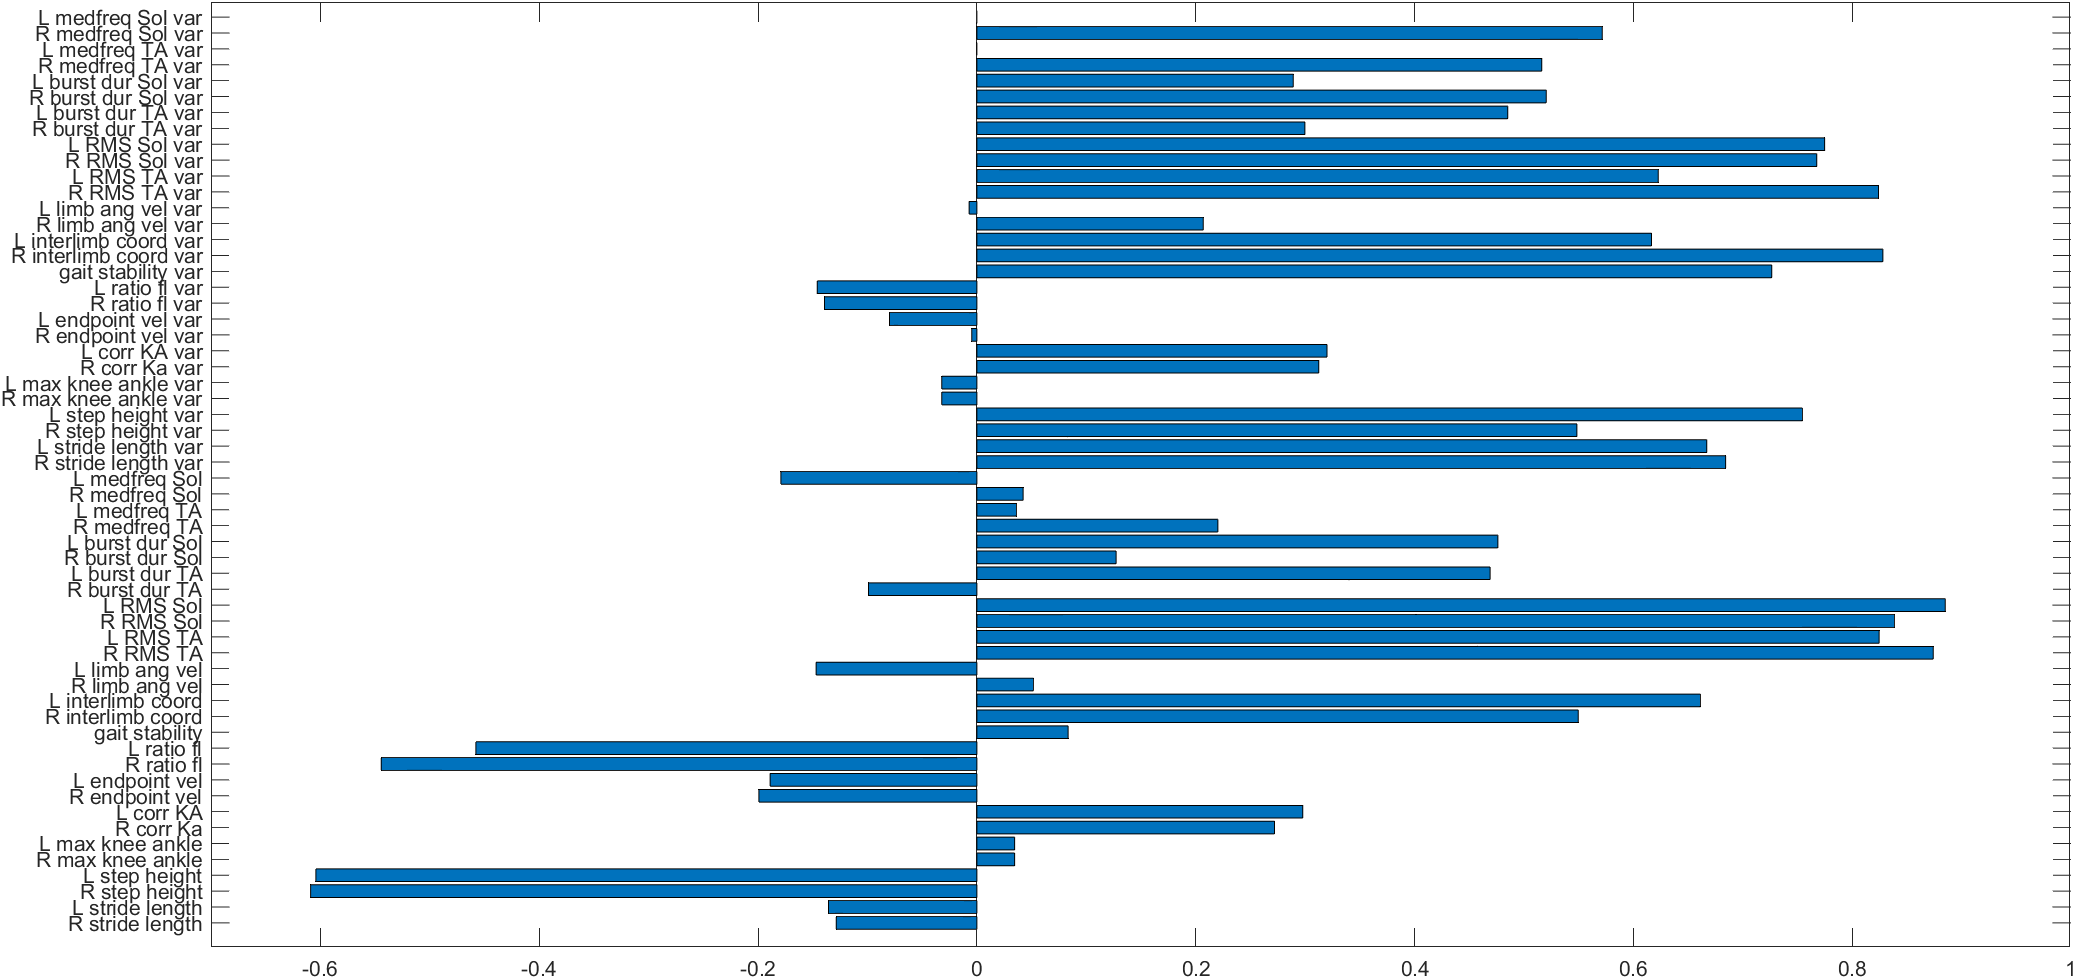 L medfreq Sol var
R medfreq Sol var
L medfreq TA var
R medfreq TA var
L burst dur Sol var
R burst dur Sol var
L burst dur TA var
R burst dur TA var
L RMS Sol var
R RMS Sol var
L RMS TA var
R RMS TA var
L limb ang vel var
R limb ang vel var
L interlimb coord var
R interlimb coord var
gait stability var
L ratio fl var
R ratio fl var
L endpoint vel var
R endpoint vel var
L corr KA var
R corr Ka var
L max knee ankle var
R max knee ankle var
L step height var
R step height var
L stride length var
R stride length var
L medfreq Sol
R medfreq Sol
L medfreq TA
R medfreq TA
L burst dur Sol
R burst dur Sol
L burst dur TA
R burst dur TA
L RMS Sol
R RMS Sol
L RMS TA
R RMS TA
L limb ang vel
R limb ang vel
L interlimb coord
R interlimb coord
gait stability
L ratio fl
R ratio fl
L endpoint vel
R endpoint vel
L corr KA
R corr Ka
L max knee ankle
R max knee ankle
L step height
R step height
L stride length
R stride length
-0.6 -0.4 -0.2 0 0.2 0.4 0.6 0.8 1